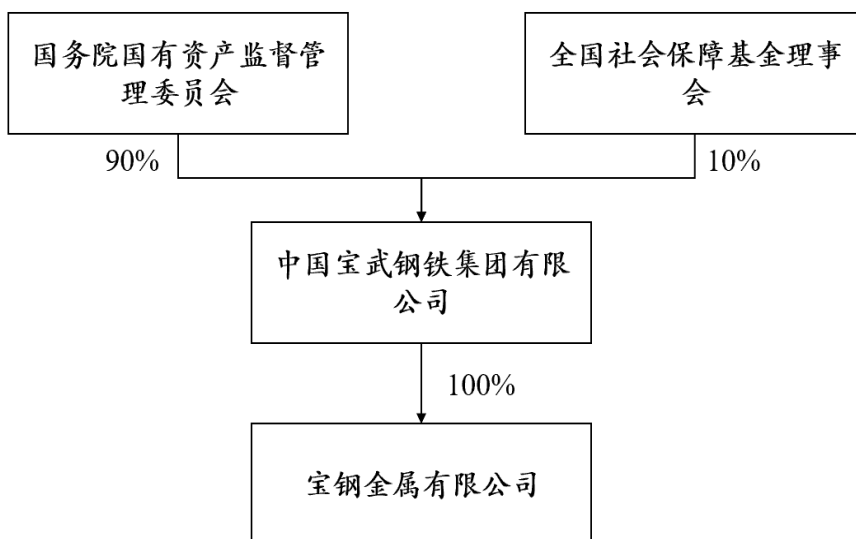 国务院国有资产监督管
理委员会
全国社会保障基金理事
会
90%
10%
中国宝武钢铁集团有限
公司
100%
宝钢金属有限公司